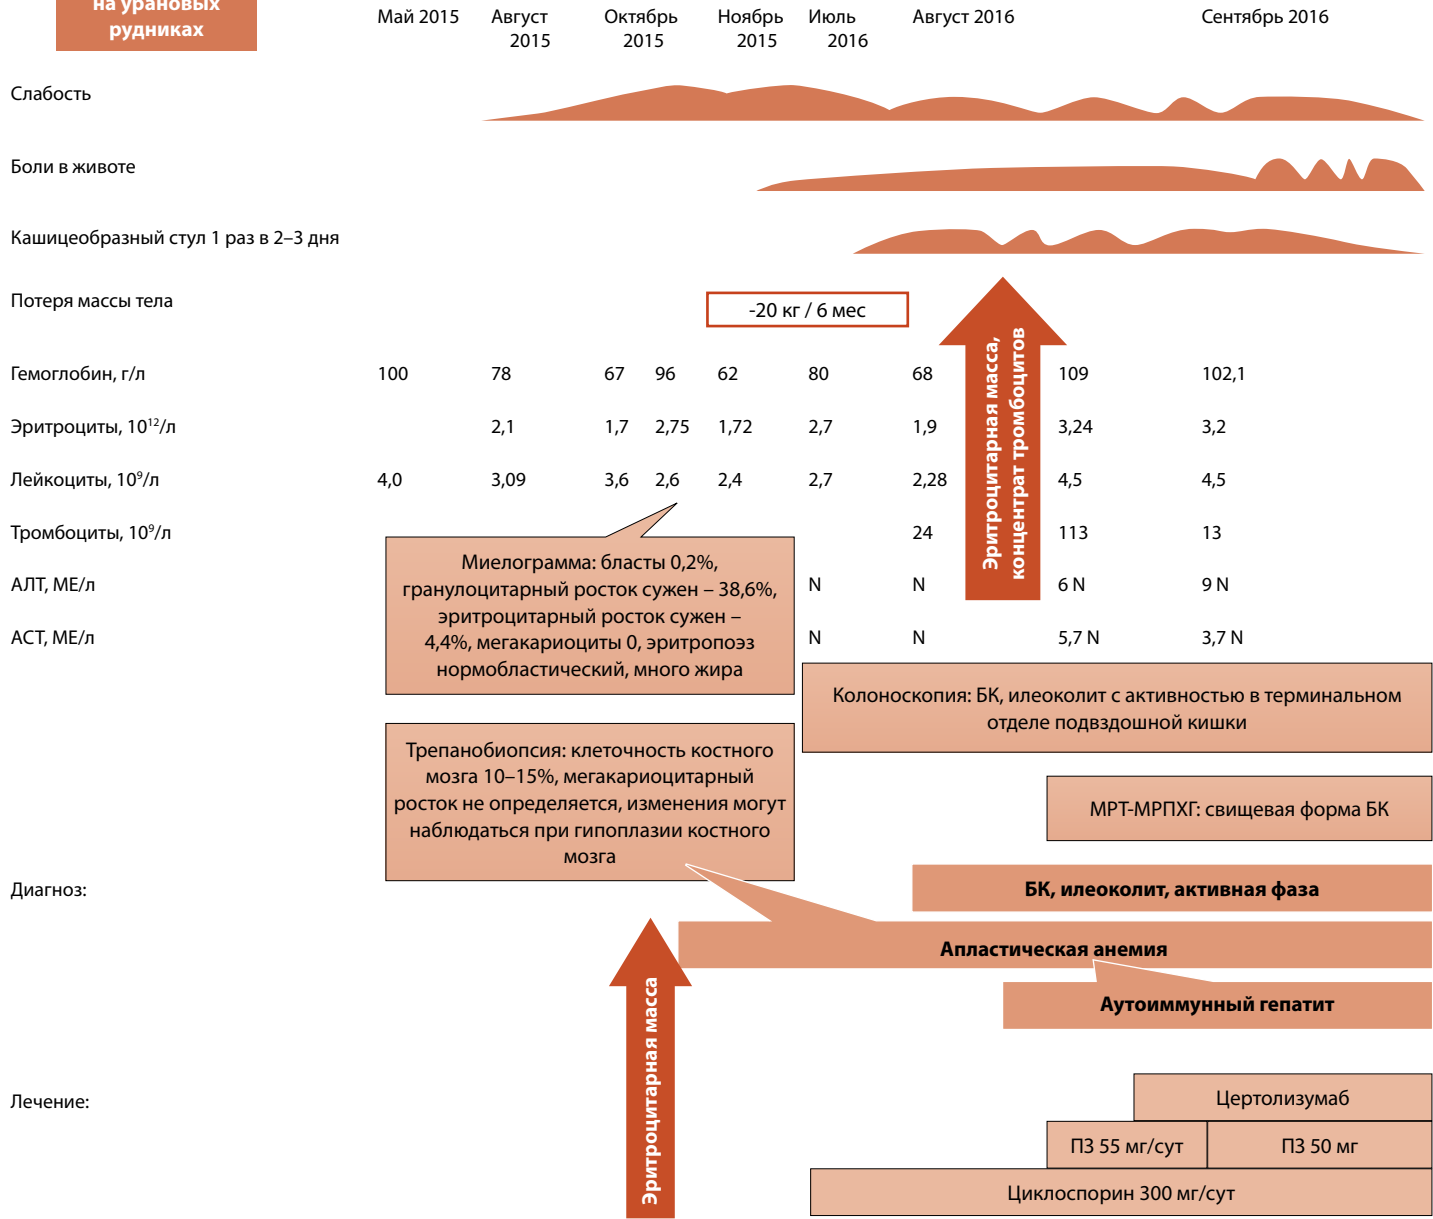 на урановых
рудниках
Май 2015 Август 2015 Октябрь 2015 Ноябрь 2015 Июль 2016 Август 2016 Сентябрь 2016
Слабость
Боли в животе
Кашицеобразный стул 1 раз в 2–3 дня
Потеря массы тела
-20 кг / 6 мес
Гемоглобин, г/л 100 78 67 96 62 80 68 109 102,1
Эритроциты, 10¹²/л 2,1 1,7 2,75 1,72 2,7 1,9 3,24 3,2
Лейкоциты, 10⁹/л 4,0 3,09 3,6 2,6 2,4 2,7 2,28 4,5 4,5
Тромбоциты, 10⁹/л 24 113 13
АЛТ, МЕ/л N N 6 N 9 N
АСТ, МЕ/л N N 5,7 N 3,7 N
Эритроцитарная масса,
концентрат тромбоцитов
Миелограмма: бласты 0,2%,
гранулоцитарный росток сужен – 38,6%,
эритроцитарный росток сужен –
4,4%, мегакариоциты 0, эритропоэз
нормобластический, много жира
Колоноскопия: БК, илеоколит с активностью в терминальном
отделе подвздошной кишки
Трепанобиопсия: клеточность костного
мозга 10–15%, мегакариоцитарный
росток не определяется, изменения могут
наблюдаться при гипоплазии костного
мозга
МРТ-МРПХГ: свищевая форма БК
Диагноз:
БК, илеоколит, активная фаза
Апластическая анемия
Аутоиммунный гепатит
Эритроцитарная масса
Лечение:
Цертолизумаб
ПЗ 55 мг/сут ПЗ 50 мг
Циклоспорин 300 мг/сут